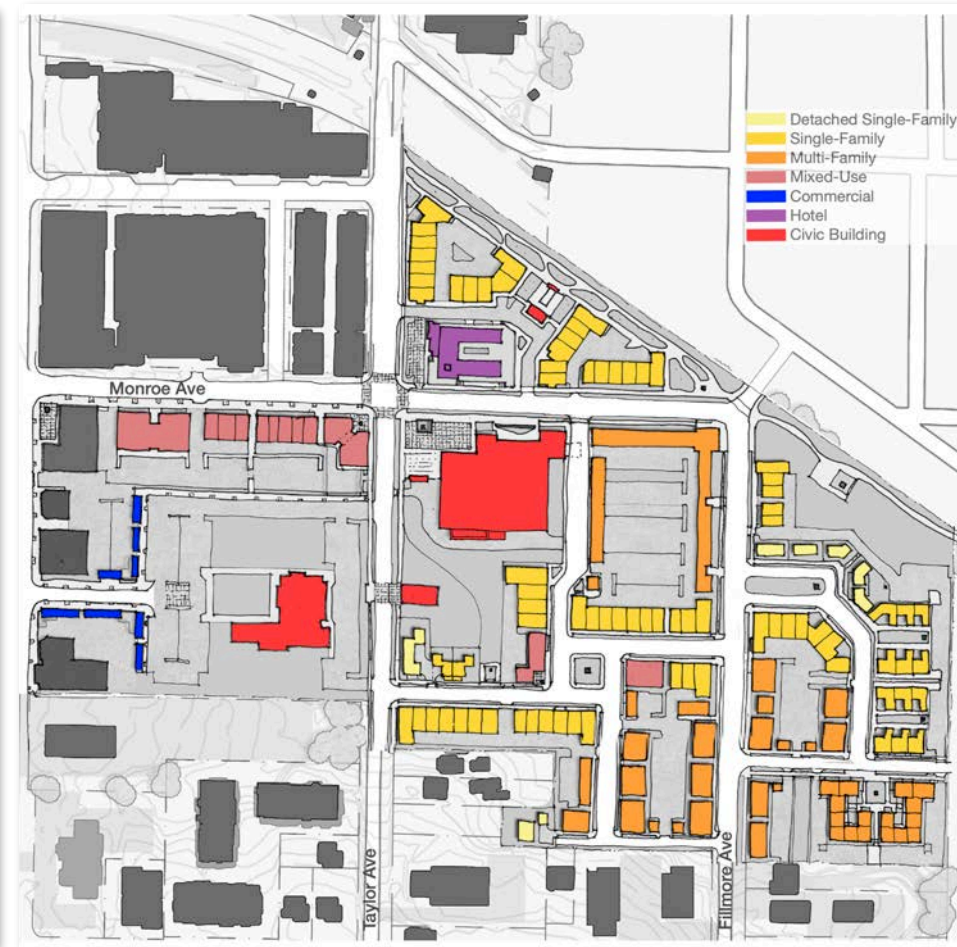 Detached Single-Family
Single-Family
Multi-Family
Mixed-Use
Commercial
Hotel
Civic Building
Monroe Ave
Taylor Ave
Fillmore Ave